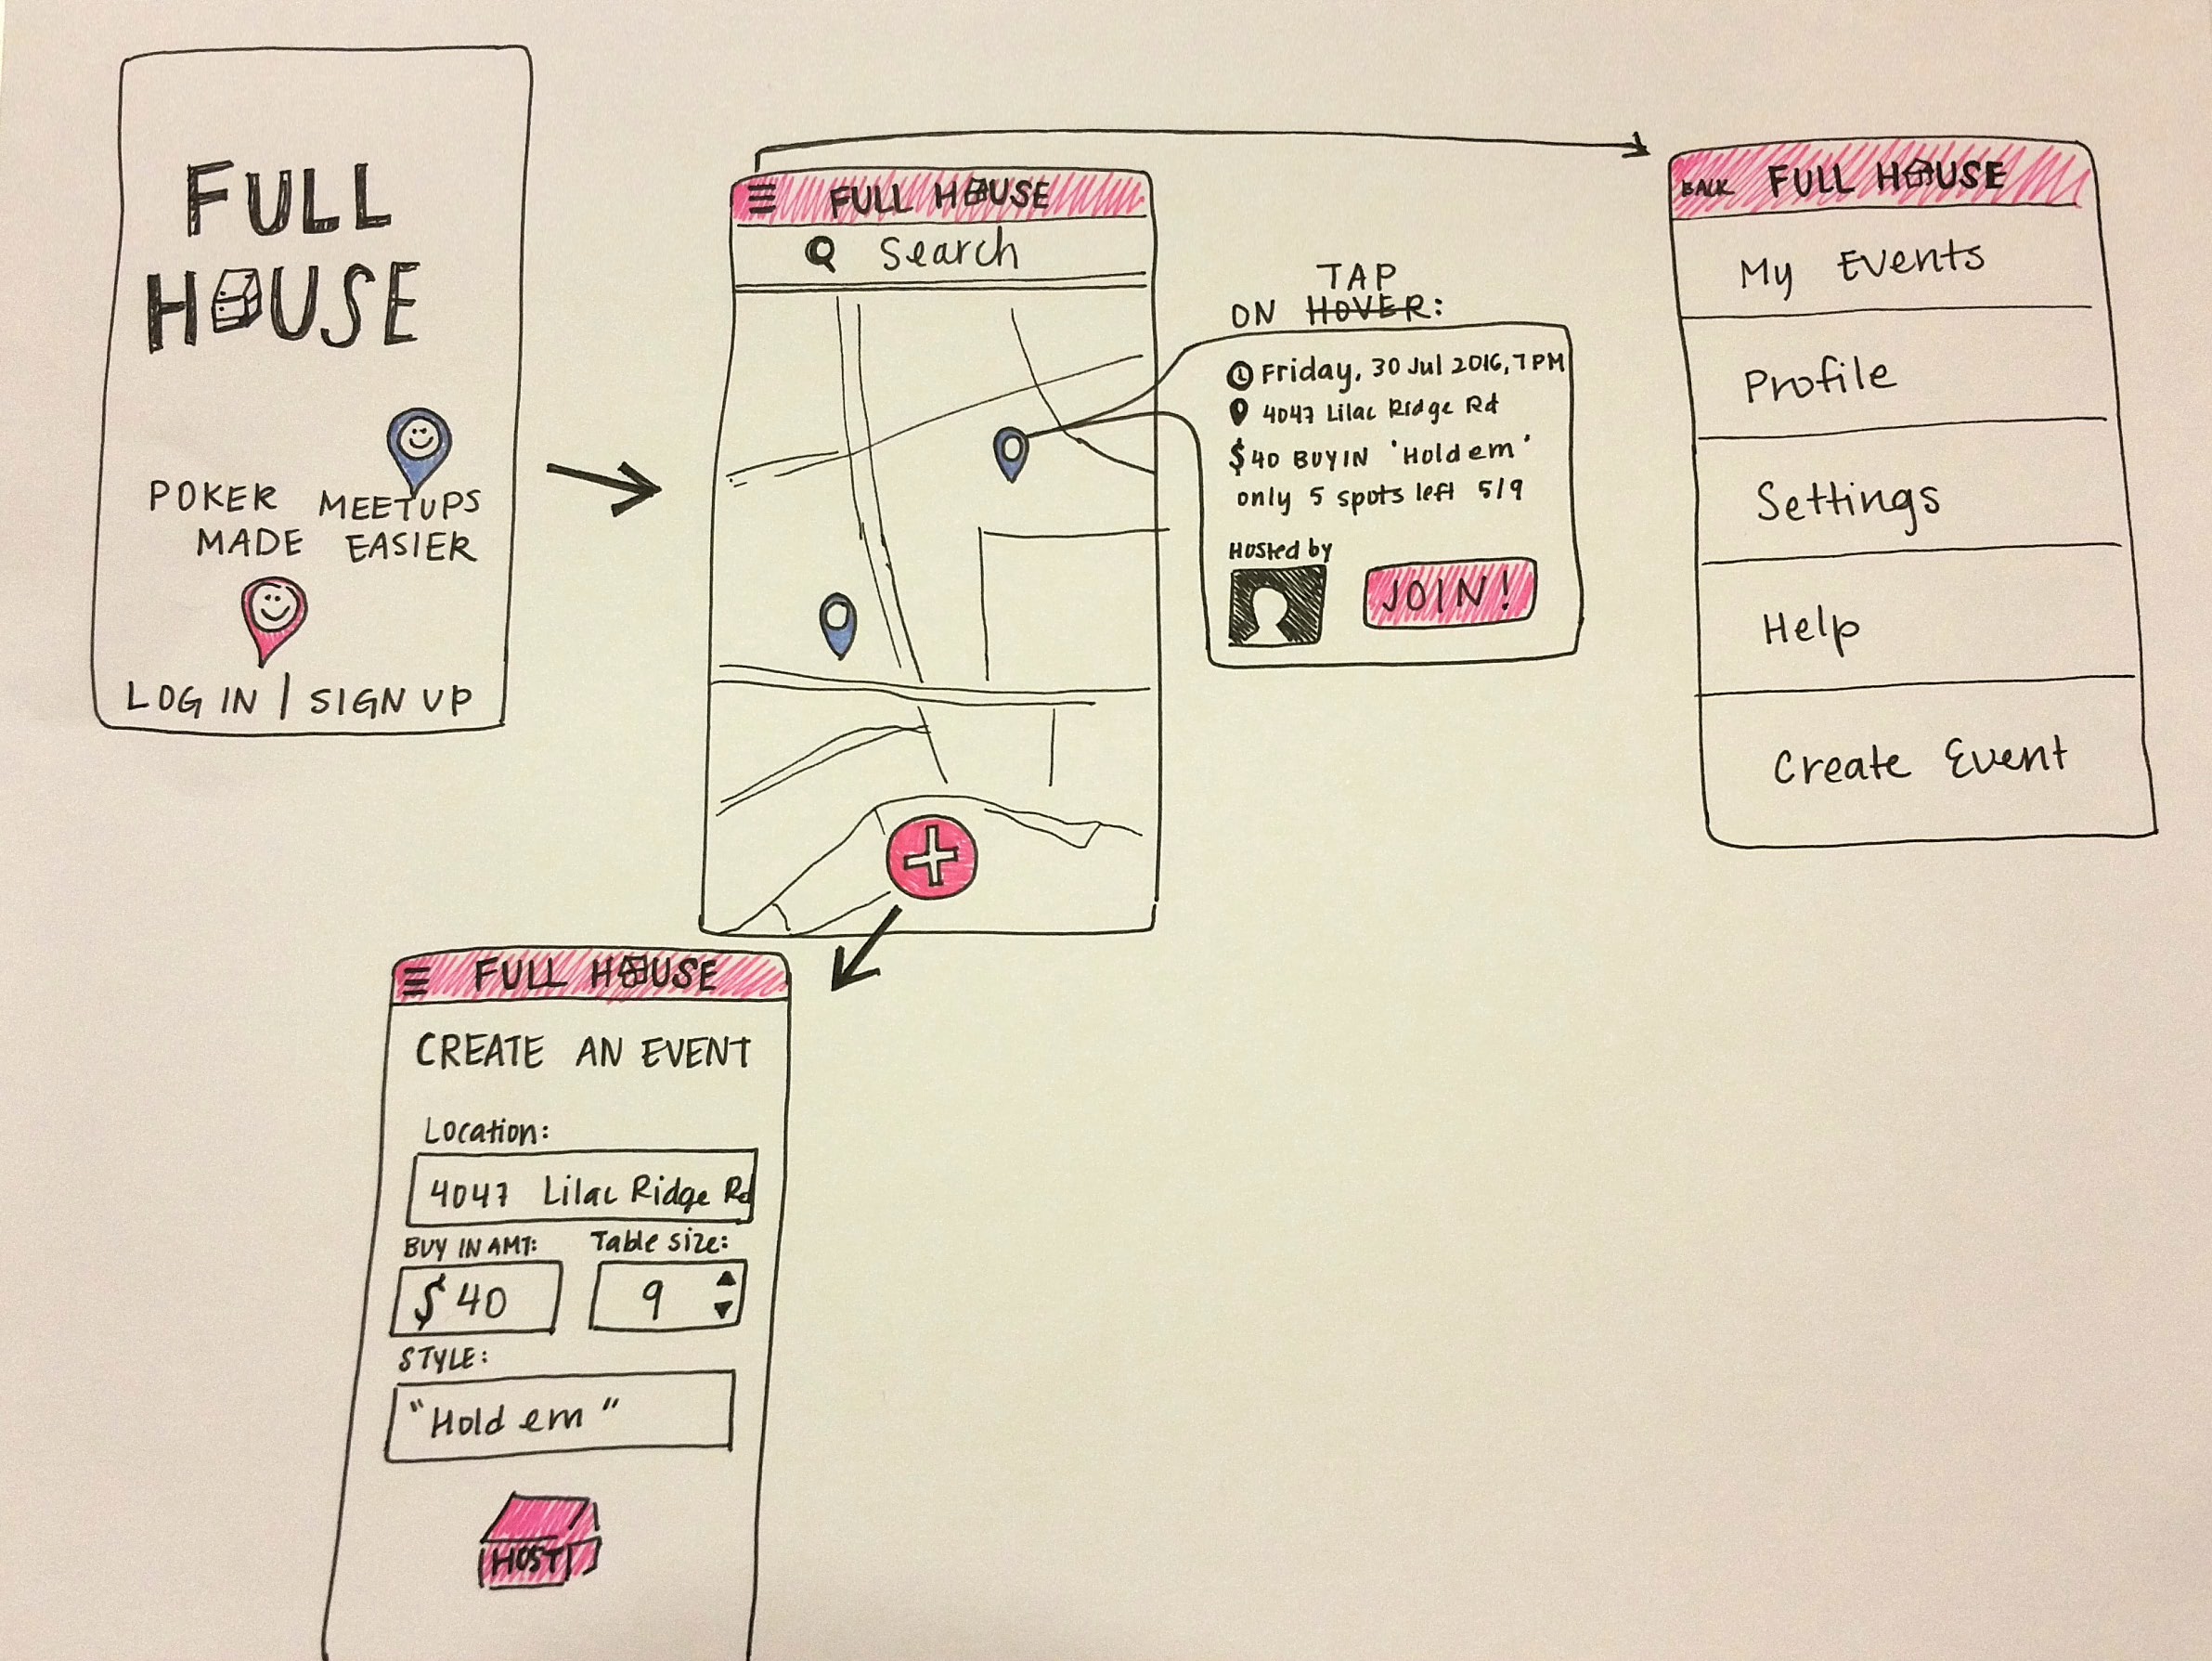 FULL
HOUSE
POKER MEETUPS
MADE EASIER
LOG IN | SIGN UP
FULL HOUSE
Search
TAP
ON HOVER:
Friday, 30 Jul 2016, 7PM
4047 Lilac Ridge Rd
$40 BUY IN 'Hold em'
only 5 spots left 5/9
Hosted by
JOIN!
BACK FULL HOUSE
My Events
Profile
Settings
Help
Create Event
FULL HOUSE
CREATE AN EVENT
Location:
4047 Lilac Ridge Rd
BUY IN AMT: Table size:
$40 9
STYLE:
"Hold em"
HOST